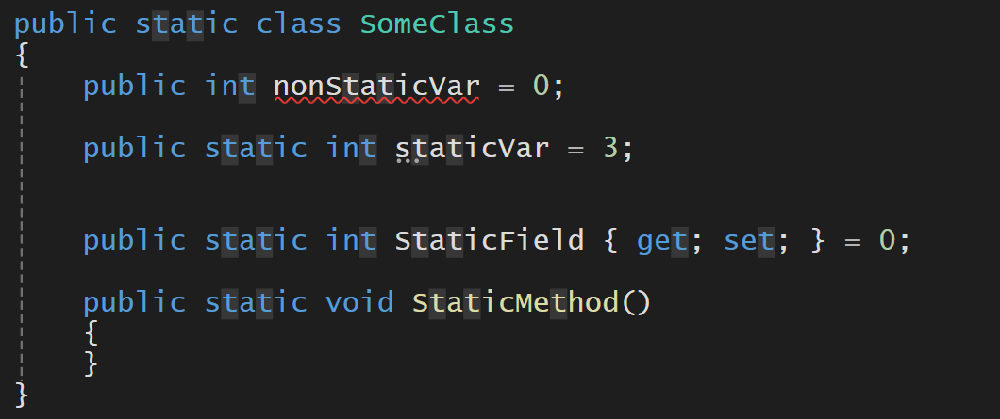 public static class SomeClass
{
public int nonStaticVar = 0;
public static int staticVar = 3;
public static int StaticField { get; set; } = 0;
public static void StaticMethod()
{
}
}